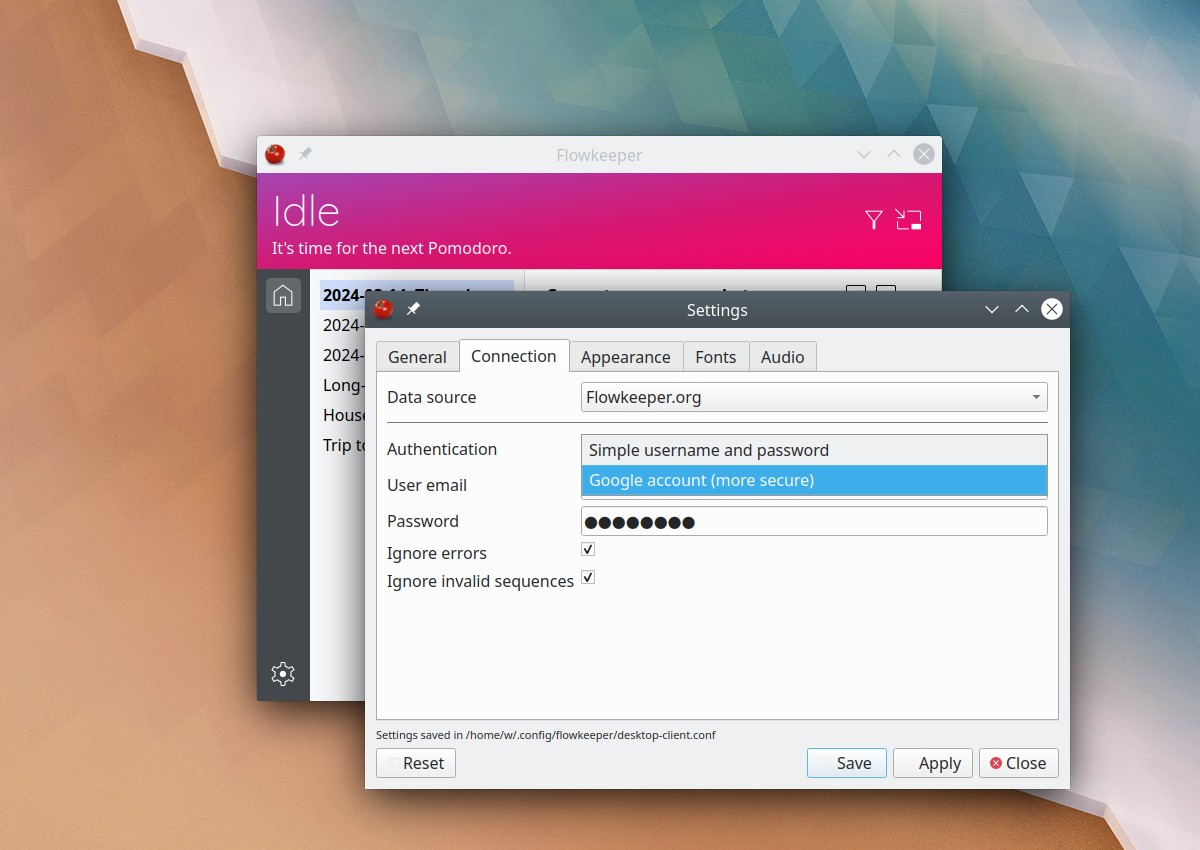 Flowkeeper
Idle
It's time for the next Pomodoro.
2024-
2024-
2024-
Long-
House
Trip to
Settings
General Connection Appearance Fonts Audio
Data source Flowkeeper.org
Authentication Simple username and password
User email Google account (more secure)
Password
Ignore errors
Ignore invalid sequences
Settings saved in /home/w/.config/flowkeeper/desktop-client.conf
Reset Save Apply Close